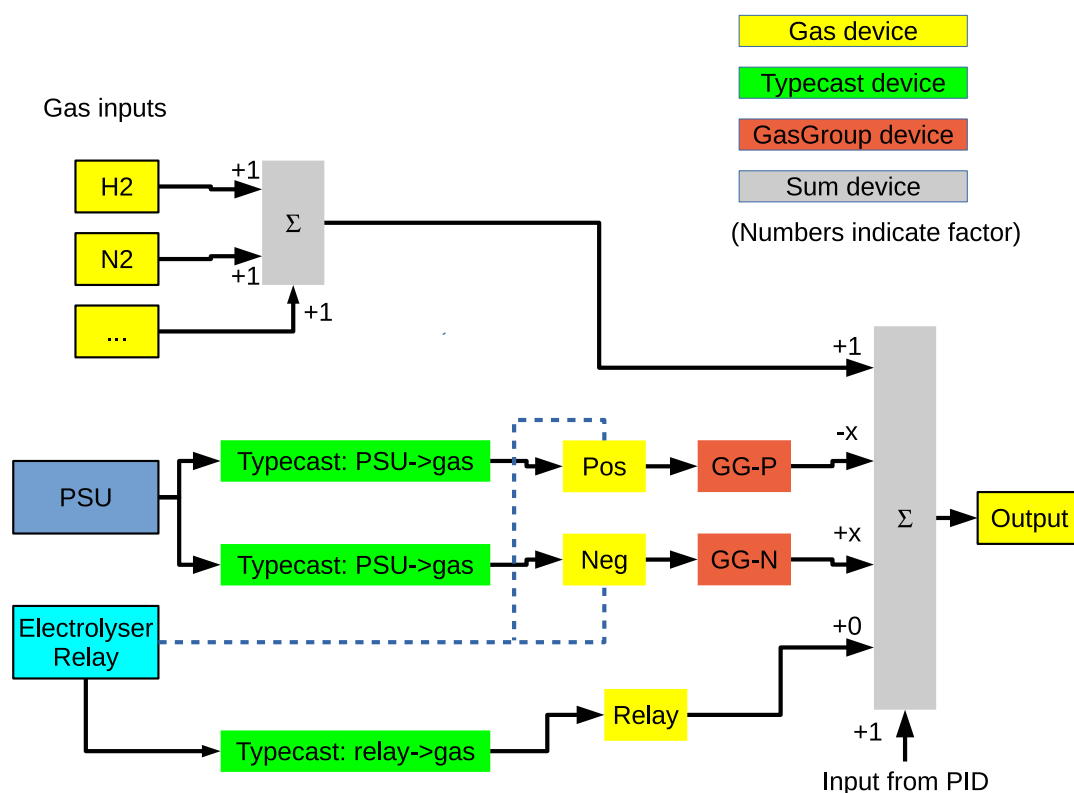 Gas device
Typecast device
Gas inputs
GasGroup device
+1
H2
Sum device
Σ
(Numbers indicate factor)
N2
+1
+1
...
+1
-x
Typecast: PSU->gas
Pos
GG-P
PSU
Σ
Output
+x
Typecast: PSU->gas
Neg
GG-N
Electrolyser
Relay
+0
Relay
+1
Typecast: relay->gas
Input from PID